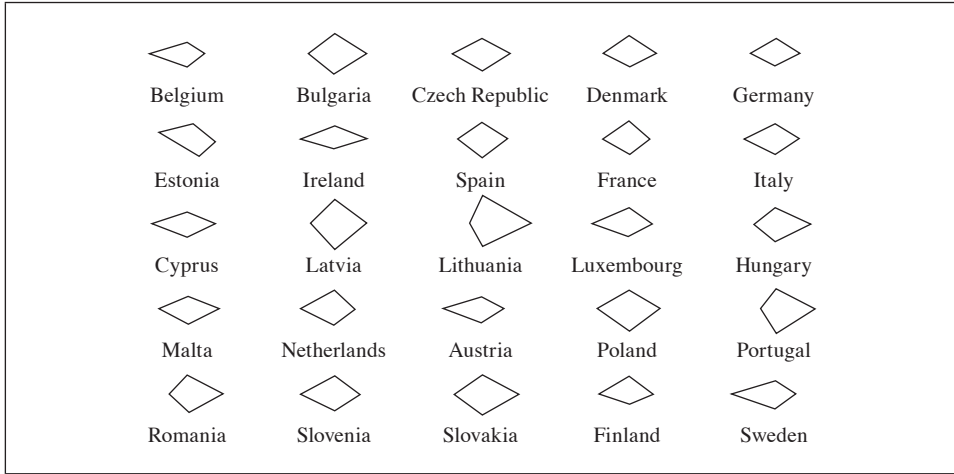 Belgium Bulgaria Czech Republic Denmark Germany
Estonia Ireland Spain France Italy
Cyprus Latvia Lithuania Luxembourg Hungary
Malta Netherlands Austria Poland Portugal
Romania Slovenia Slovakia Finland Sweden